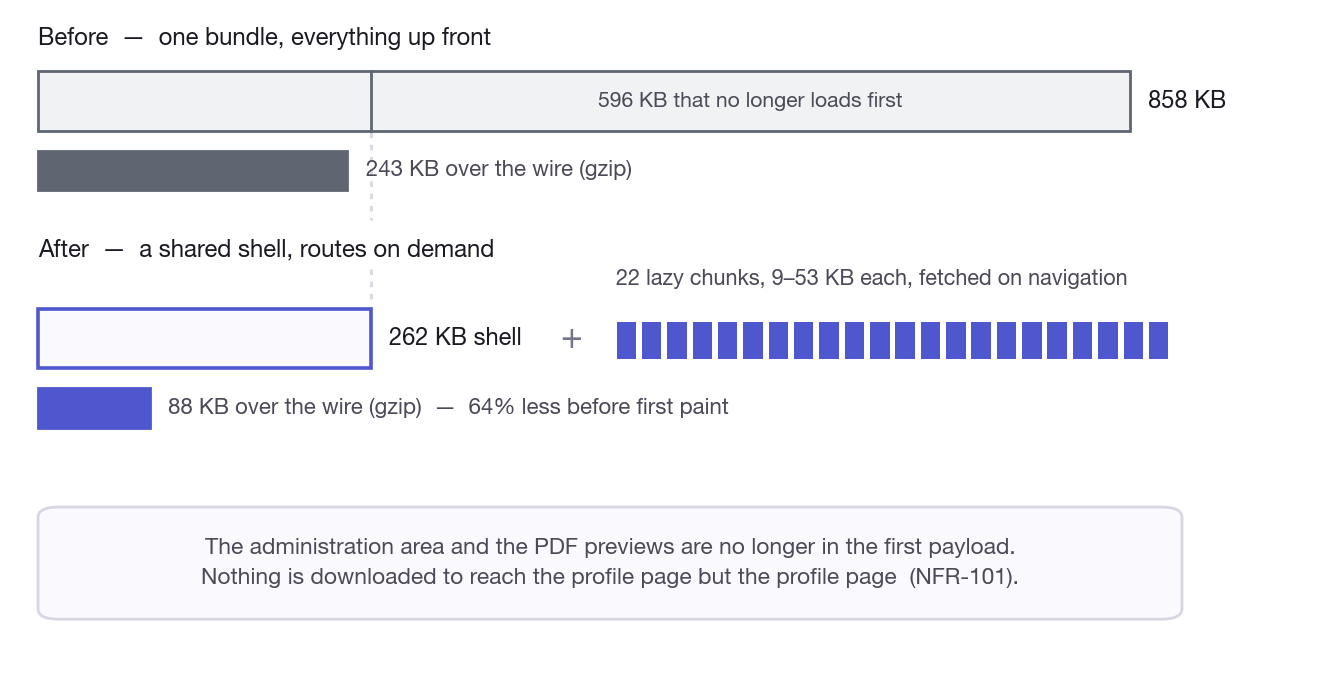 Before — one bundle, everything up front
596 KB that no longer loads first
858 KB
243 KB over the wire (gzip)
After — a shared shell, routes on demand
22 lazy chunks, 9–53 KB each, fetched on navigation
262 KB shell
+
88 KB over the wire (gzip) — 64% less before first paint
The administration area and the PDF previews are no longer in the first payload.
Nothing is downloaded to reach the profile page but the profile page (NFR-101).